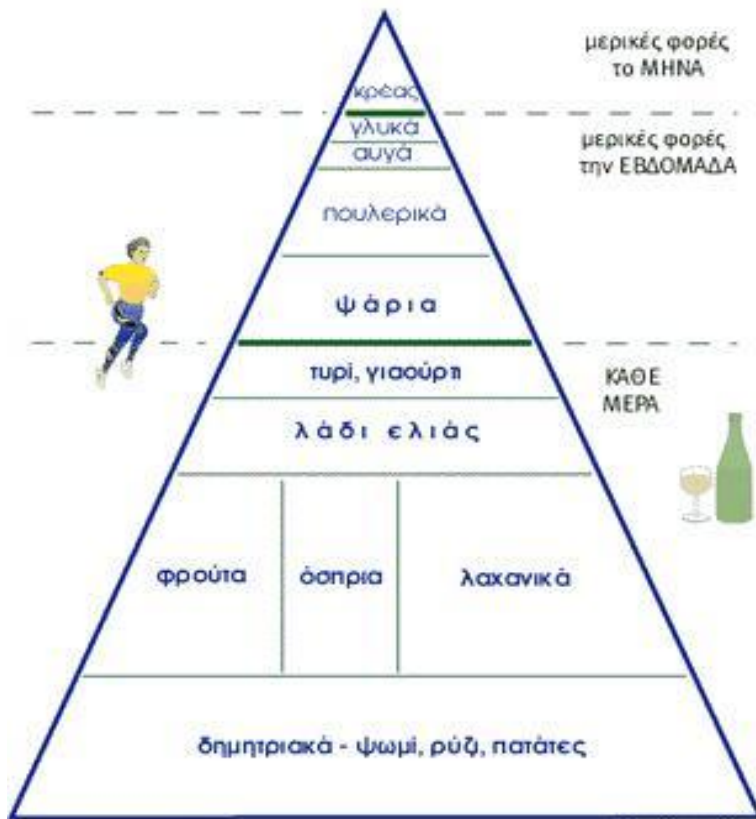 μερικές φορές
το ΜΗΝΑ
κρέας
γλυκά
μερικές φορές
την ΕΒΔΟΜΑΔΑ
αυγά
πουλερικά
ψάρια
τυρί, γιαούρτι
ΚΑΘΕ
ΜΕΡΑ
λάδι ελιάς
φρούτα
όσπρια
λαχανικά
δημητριακά - ψωμί, ρύζι, πατάτες